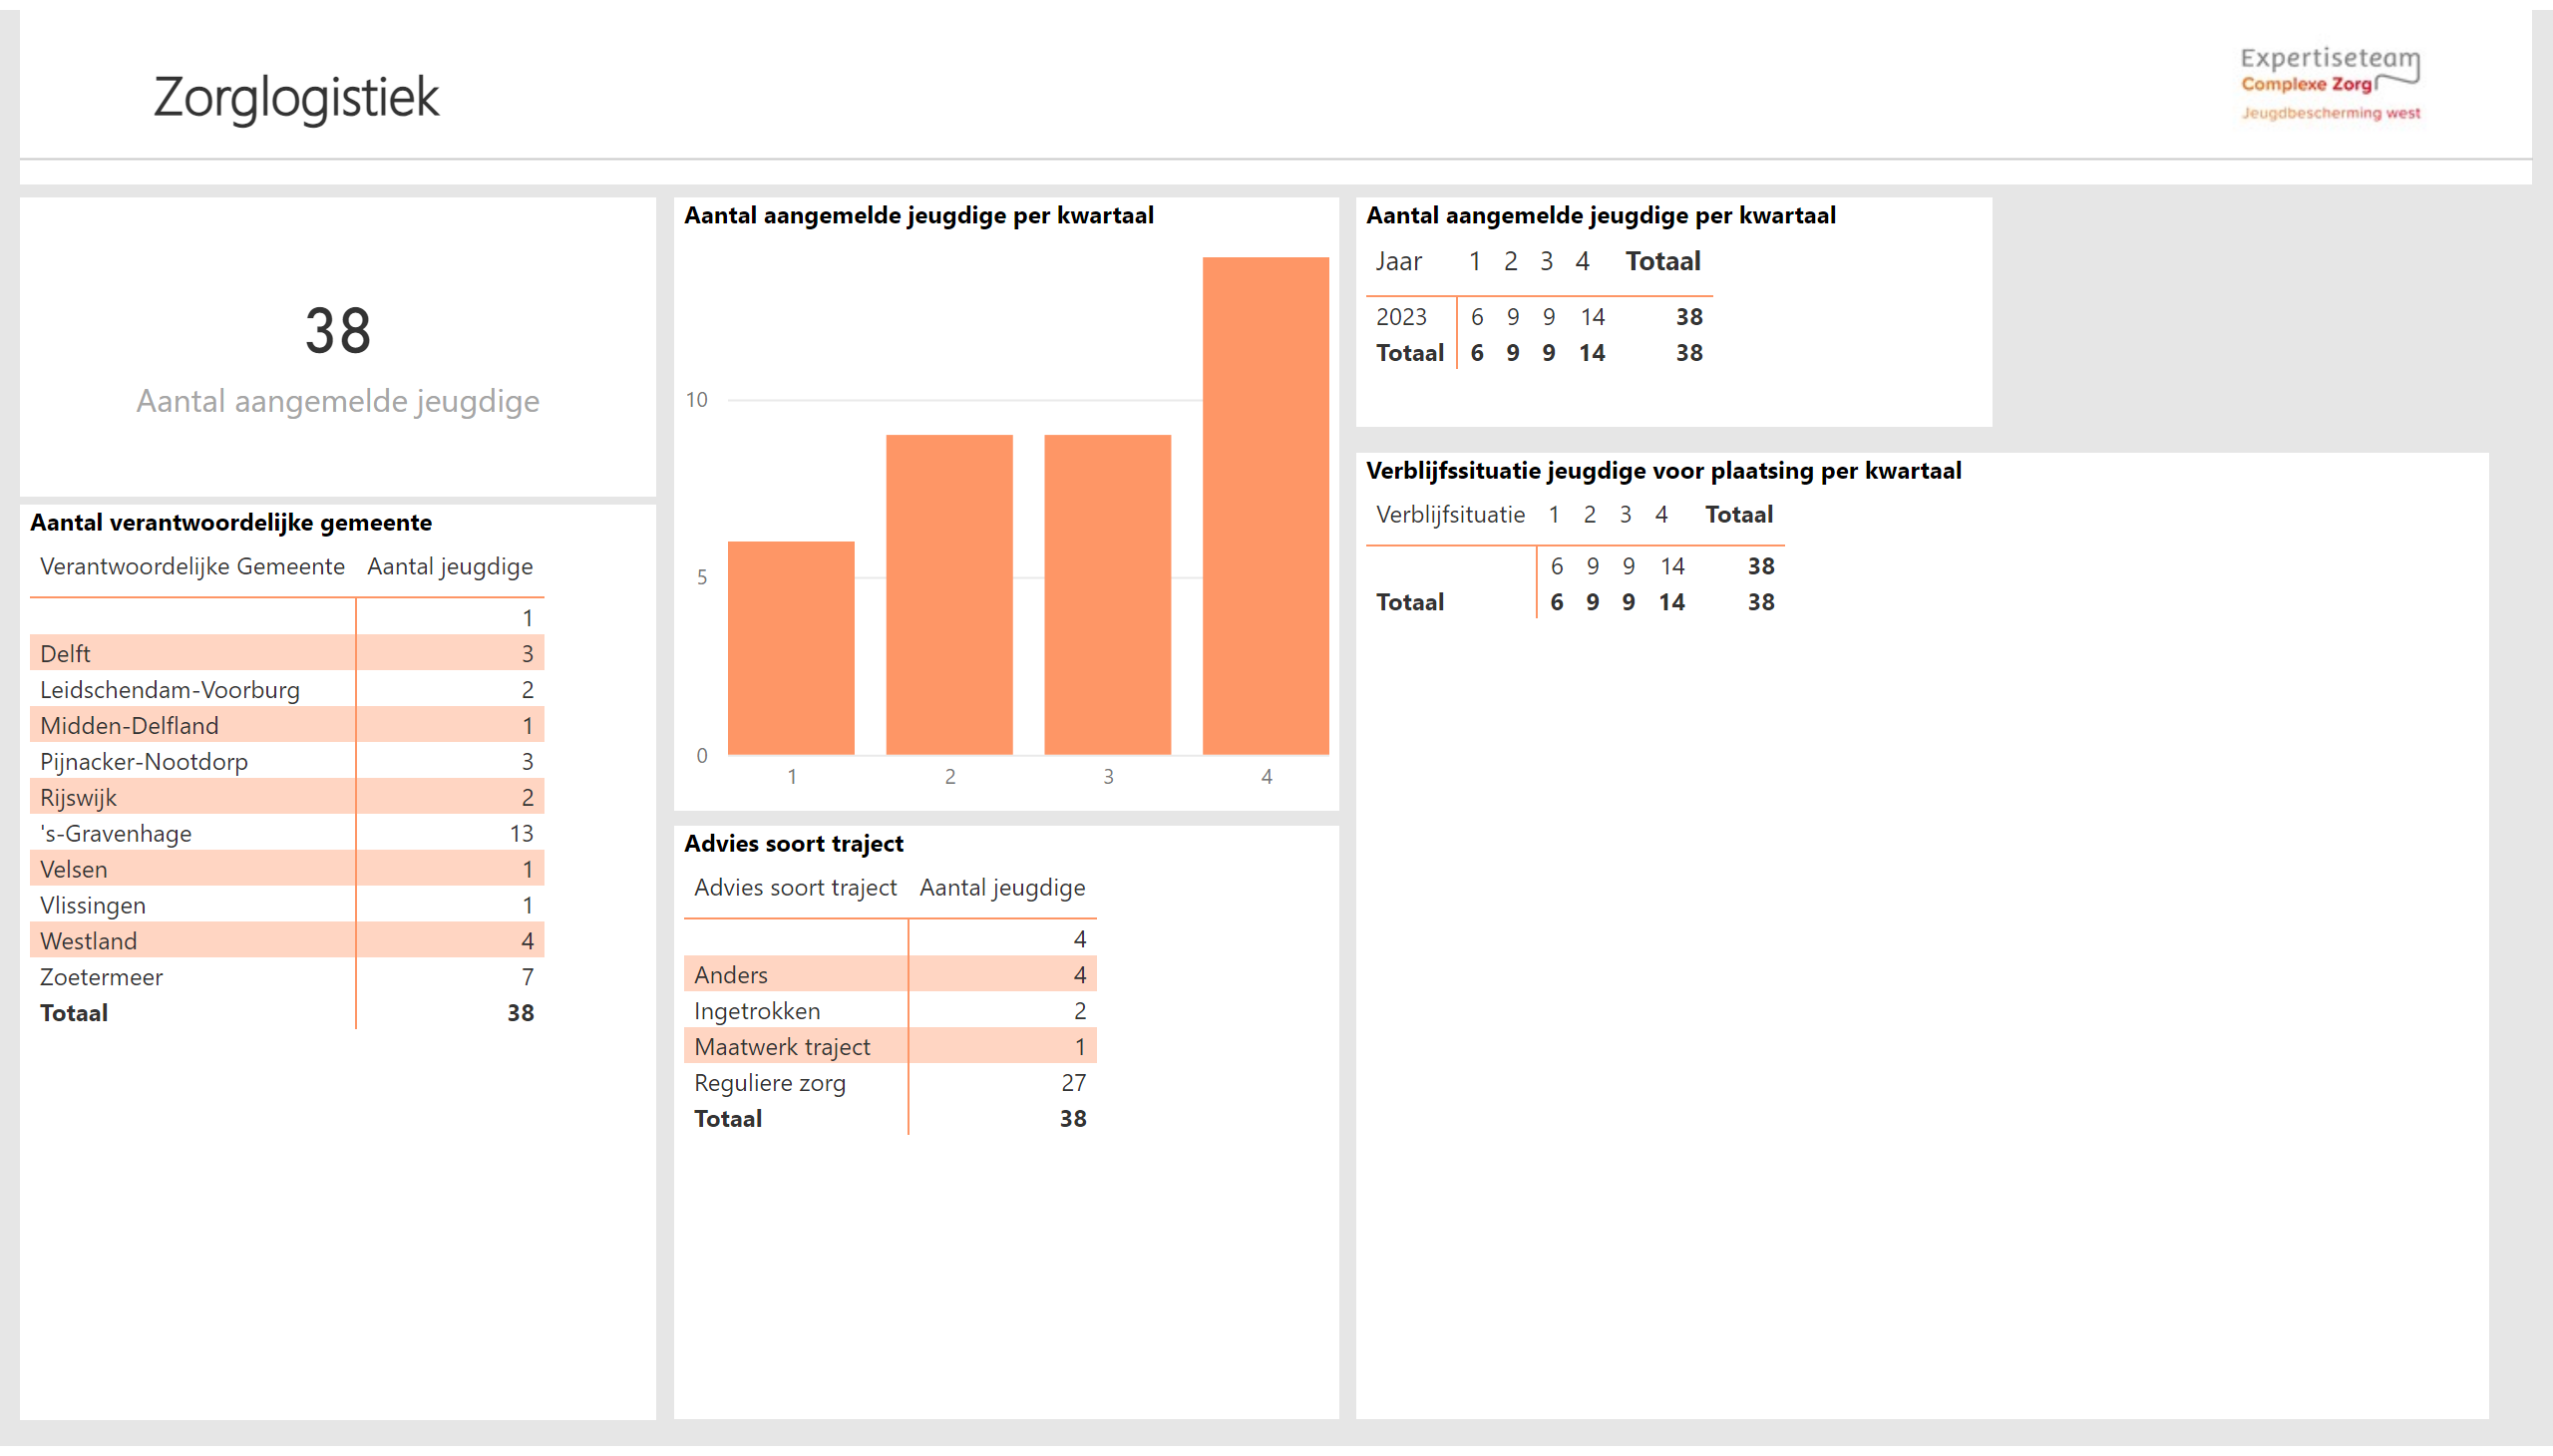 Zorglogistiek
Expertiseteam
Complexe Zorg
Jeugdbescherming west
38
Aantal aangemelde jeugdige
Aantal verantwoordelijke gemeente
Verantwoordelijke Gemeente Aantal jeugdige
1
Delft 3
Leidschendam-Voorburg 2
Midden-Delfland 1
Pijnacker-Nootdorp 3
Rijswijk 2
's-Gravenhage 13
Velsen 1
Vlissingen 1
Westland 4
Zoetermeer 7
Totaal 38
Aantal aangemelde jeugdige per kwartaal
10
5
0
1 2 3 4
Advies soort traject
Advies soort traject Aantal jeugdige
4
Anders 4
Ingetrokken 2
Maatwerk traject 1
Reguliere zorg 27
Totaal 38
Aantal aangemelde jeugdige per kwartaal
Jaar 1 2 3 4 Totaal
2023 6 9 9 14 38
Totaal 6 9 9 14 38
Verblijfssituatie jeugdige voor plaatsing per kwartaal
Verblijfsituatie 1 2 3 4 Totaal
6 9 9 14 38
Totaal 6 9 9 14 38